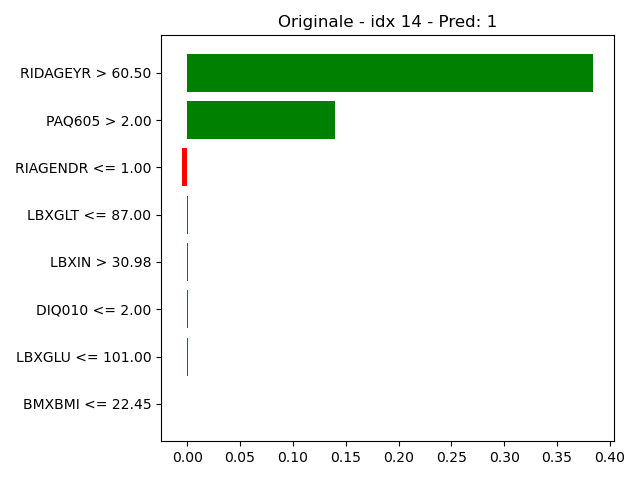 Originale - idx 14 - Pred: 1
RIDAGEYR > 60.50
PAQ605 > 2.00
RIAGENDR <= 1.00
LBXGLT <= 87.00
LBXIN > 30.98
DIQ010 <= 2.00
LBXGLU <= 101.00
BMXBMI <= 22.45
0.00 0.05 0.10 0.15 0.20 0.25 0.30 0.35 0.40